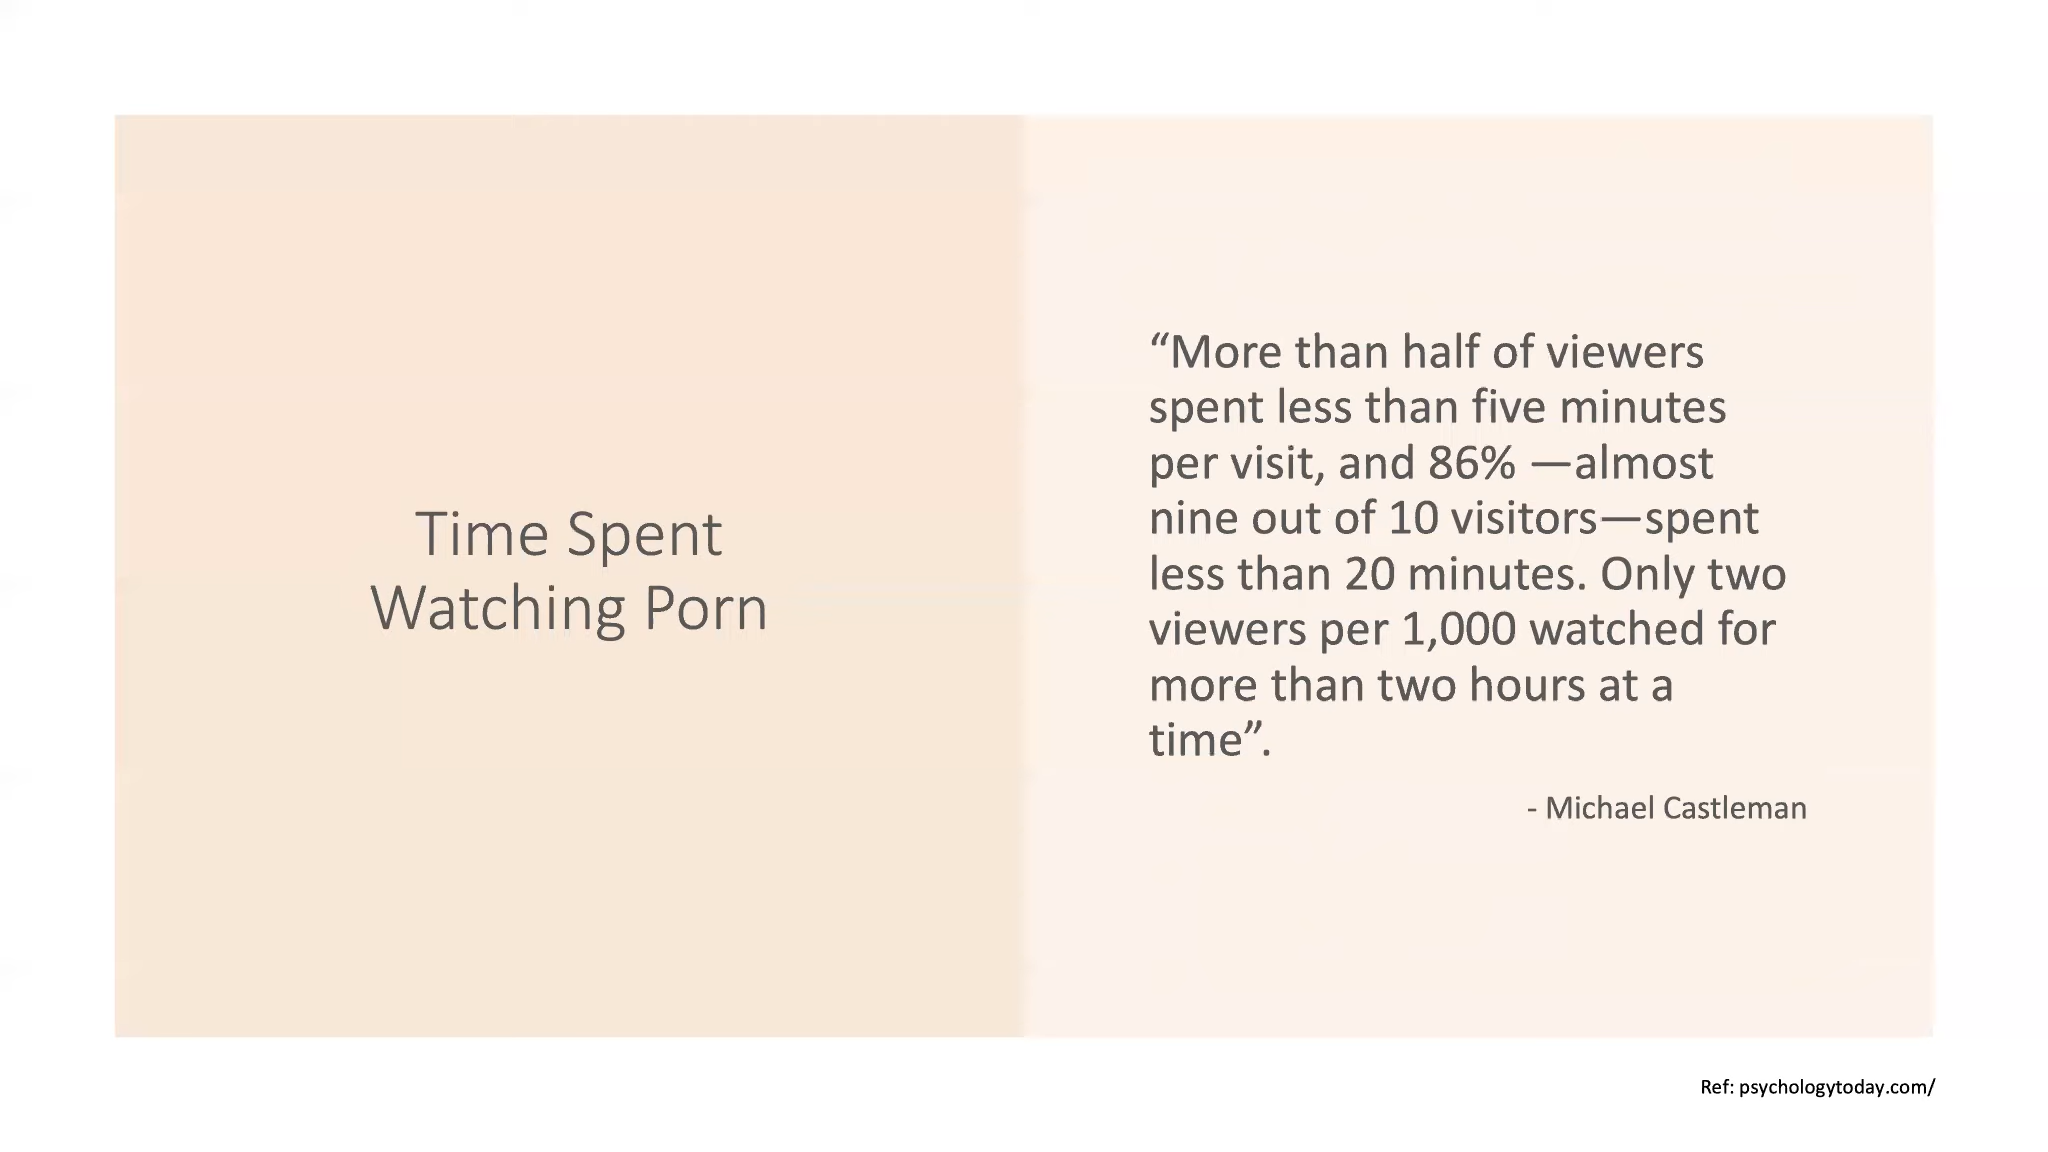 Time Spent
Watching Porn
“More than half of viewers
spent less than five minutes
per visit, and 86% —almost
nine out of 10 visitors—spent
less than 20 minutes. Only two
viewers per 1,000 watched for
more than two hours at a
time”.
- Michael Castleman
Ref: psychologytoday.com/